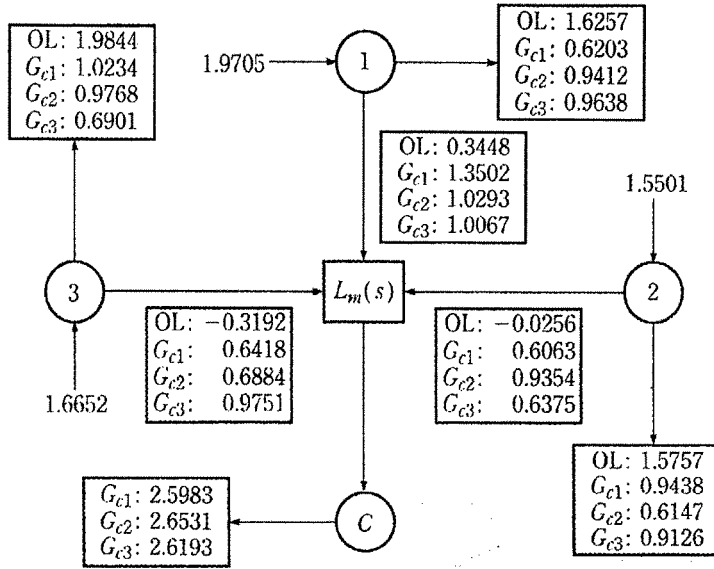 OL: 1.9844
G_{c1}: 1.0234
G_{c2}: 0.9768
G_{c3}: 0.6901
1.9705
1
OL: 1.6257
G_{c1}: 0.6203
G_{c2}: 0.9412
G_{c3}: 0.9638
OL: 0.3448
G_{c1}: 1.3502
G_{c2}: 1.0293
G_{c3}: 1.0067
1.5501
3
L_m(s)
2
OL: −0.3192
G_{c1}: 0.6418
G_{c2}: 0.6884
G_{c3}: 0.9751
OL: −0.0256
G_{c1}: 0.6063
G_{c2}: 0.9354
G_{c3}: 0.6375
1.6652
OL: 1.5757
G_{c1}: 0.9438
G_{c2}: 0.6147
G_{c3}: 0.9126
G_{c1}: 2.5983
G_{c2}: 2.6531
G_{c3}: 2.6193
C